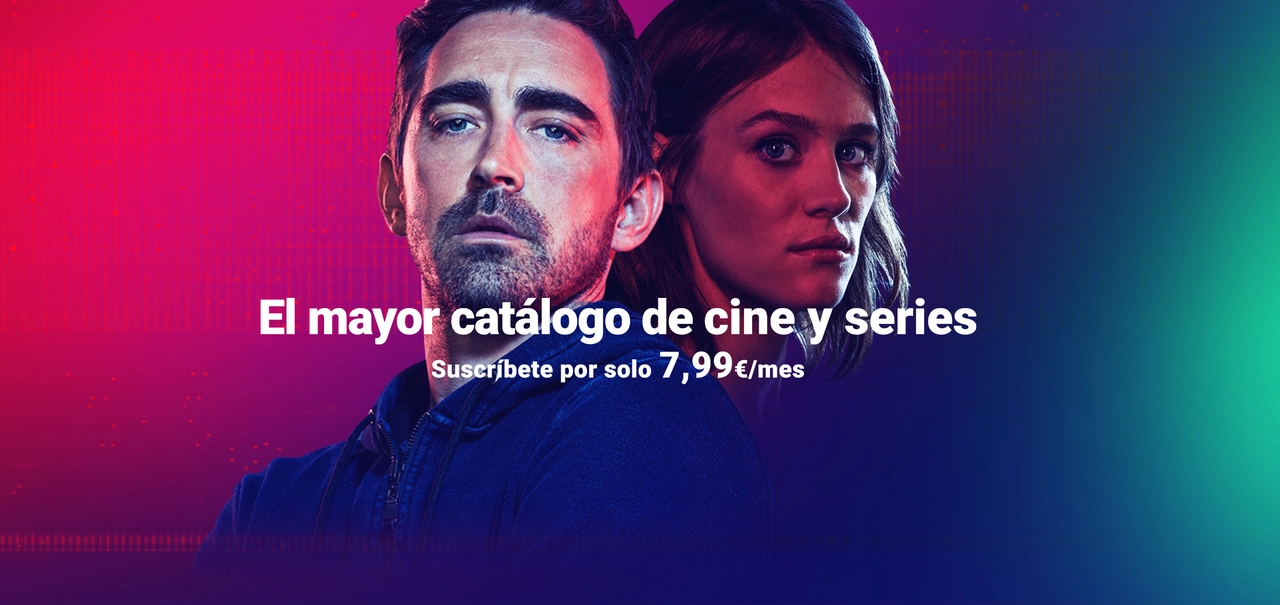 El mayor catálogo de cine y series
Suscríbete por solo 7,99€/mes